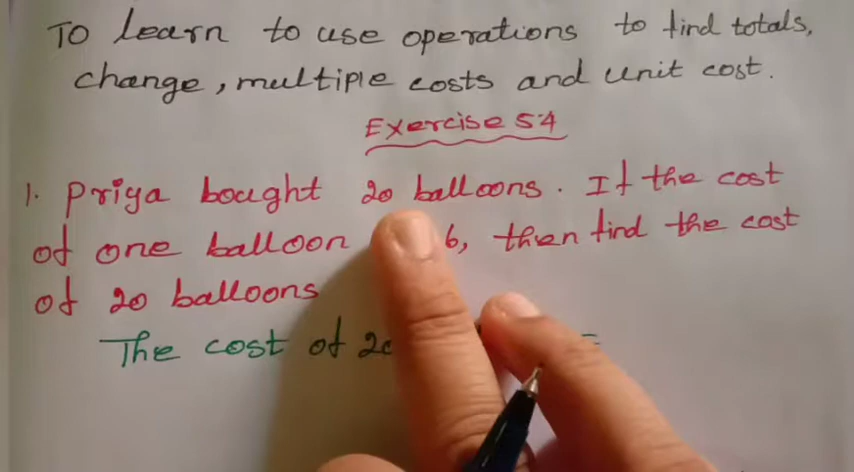 To learn to use operations to find totals,
change, multiple costs and unit cost.
Exercise 5.4
1. Priya bought 20 balloons. If the cost
of one balloon 6, then find the cost
of 20 balloons
The cost of =